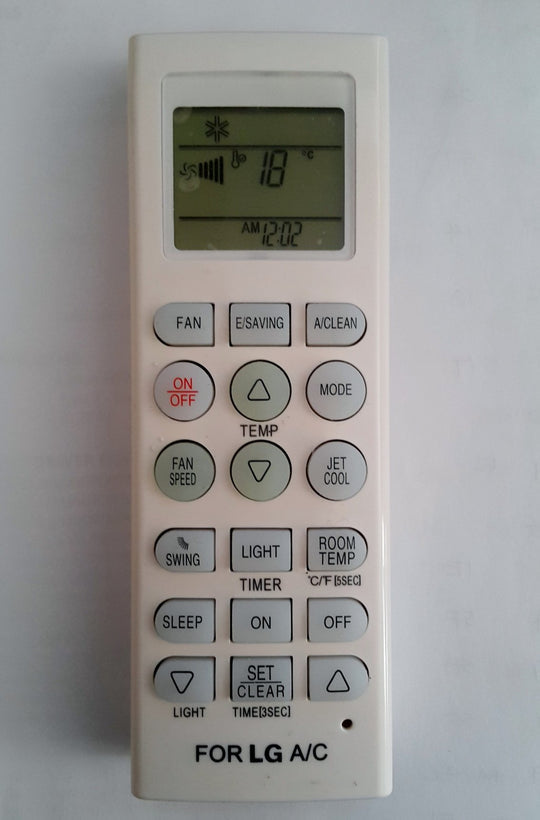 18 °C
AM 12:02
FAN E/SAVING A/CLEAN
ON
OFF
MODE
TEMP
FAN
SPEED
JET
COOL
SWING
LIGHT
ROOM
TEMP
TIMER
°C/°F [5SEC]
SLEEP ON OFF
SET
CLEAR
LIGHT
TIME[3SEC]
FOR LG A/C